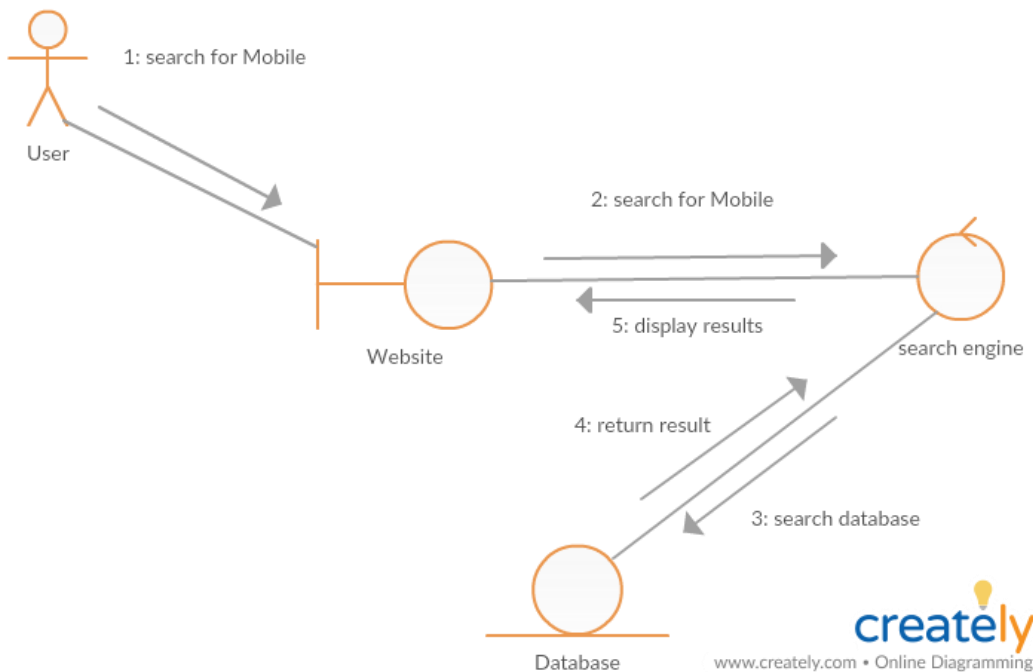 1: search for Mobile
User
2: search for Mobile
5: display results
Website
search engine
4: return result
3: search database
Database
creately
www.creately.com • Online Diagramming